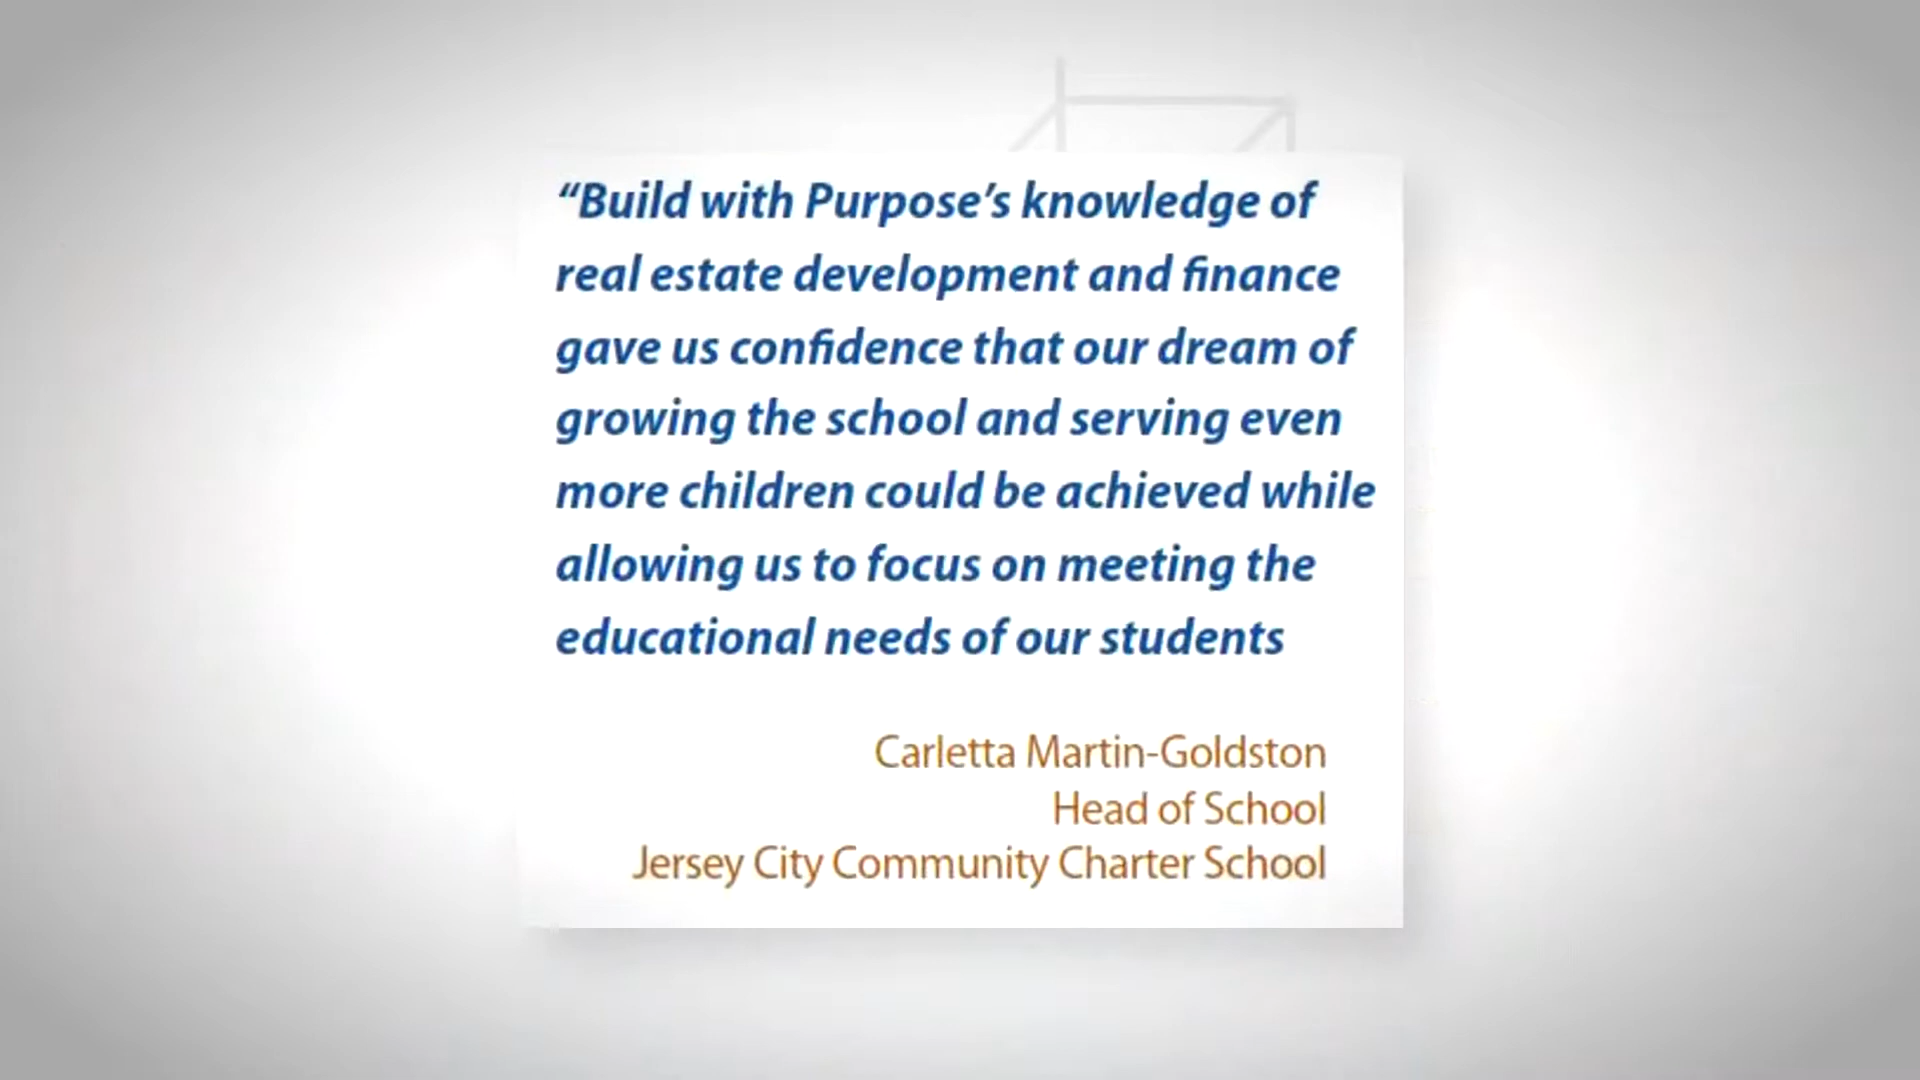 “Build with Purpose’s knowledge of
real estate development and finance
gave us confidence that our dream of
growing the school and serving even
more children could be achieved while
allowing us to focus on meeting the
educational needs of our students
Carletta Martin-Goldston
Head of School
Jersey City Community Charter School